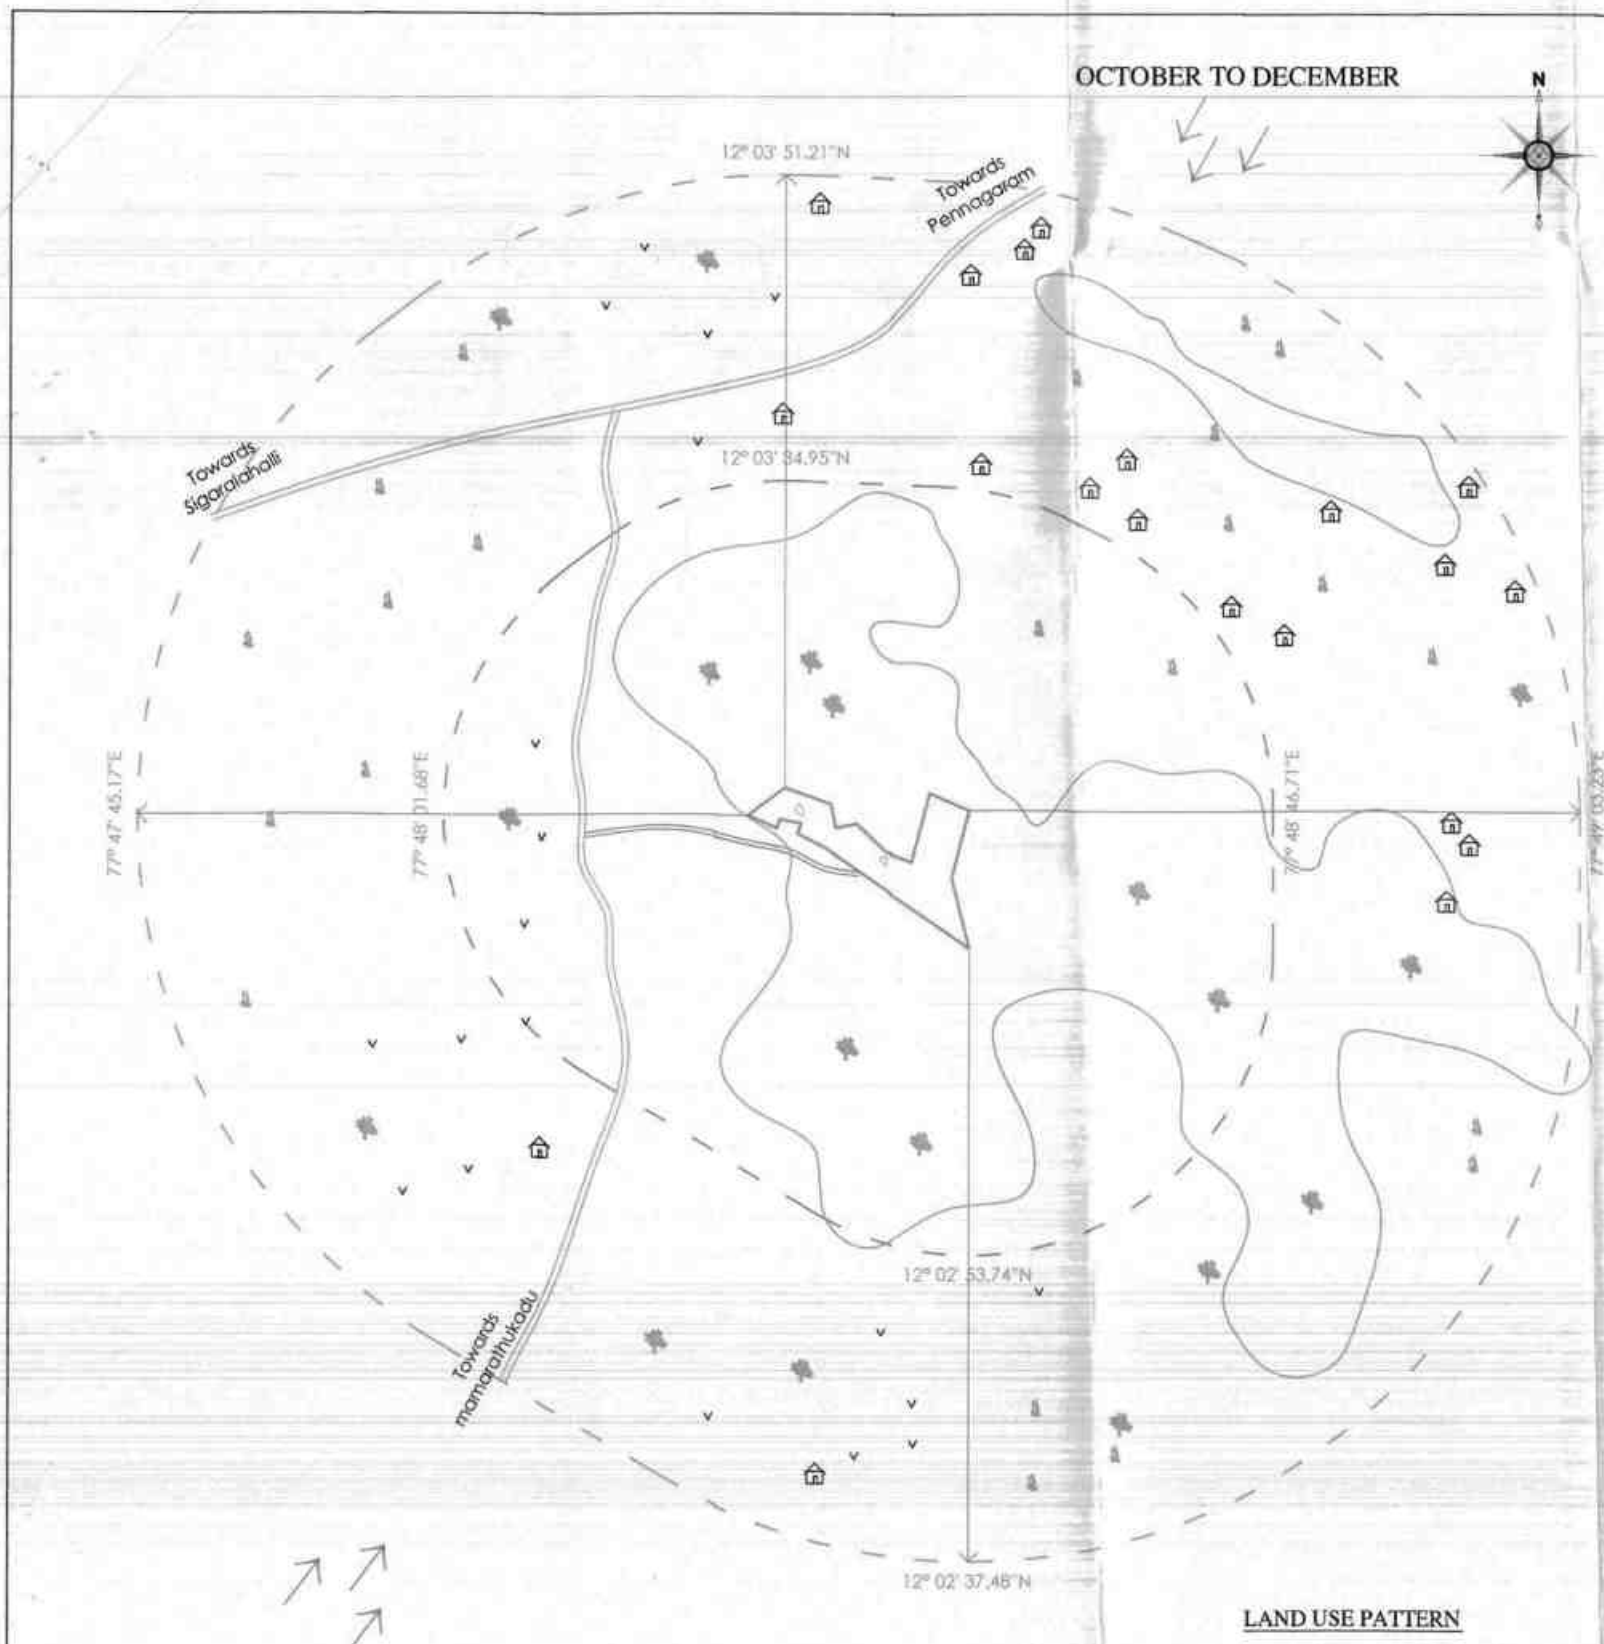 OCTOBER TO DECEMBER
N
12° 03' 51.21"N
Towards
Pennagaram
Towards
Sigaralahalli
12° 03' 34.95"N
77° 47' 45.17"E
77° 48' 01.68"E
77° 48' 46.71"E
12° 02' 53.74"N
Towards
mamarathukadu
12° 02' 37.48"N
LAND USE PATTERN